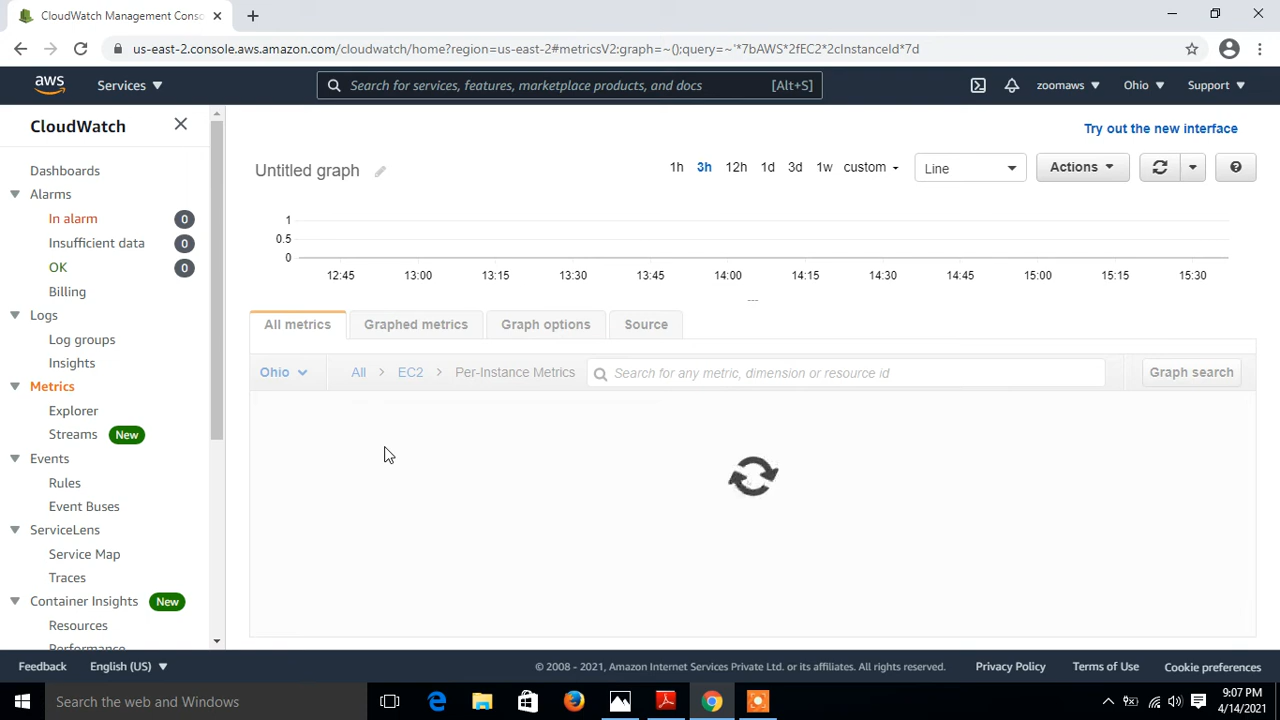 CloudWatch Management Conso
us-east-2.console.aws.amazon.com/cloudwatch/home?region=us-east-2#metricsV2:graph=~();query=~'*7bAWS*2fEC2*2cInstanceId*7d
aws
Services
Search for services, features, marketplace products, and docs [Alt+S]
zoomaws
Ohio
Support
CloudWatch
Try out the new interface
Dashboards
Alarms
In alarm 0
Insufficient data 0
OK 0
Billing
Logs
Log groups
Insights
Metrics
Explorer
Streams New
Events
Rules
Event Buses
ServiceLens
Service Map
Traces
Container Insights New
Resources
Performance
Untitled graph
1h 3h 12h 1d 3d 1w custom
Line
Actions
1
0.5
0
12:45 13:00 13:15 13:30 13:45 14:00 14:15 14:30 14:45 15:00 15:15 15:30
All metrics Graphed metrics Graph options Source
Ohio All > EC2 > Per-Instance Metrics Search for any metric, dimension or resource id Graph search
Feedback English (US) © 2008 - 2021, Amazon Internet Services Private Ltd. or its affiliates. All rights reserved. Privacy Policy Terms of Use Cookie preferences
Search the web and Windows
9:07 PM
4/14/2021